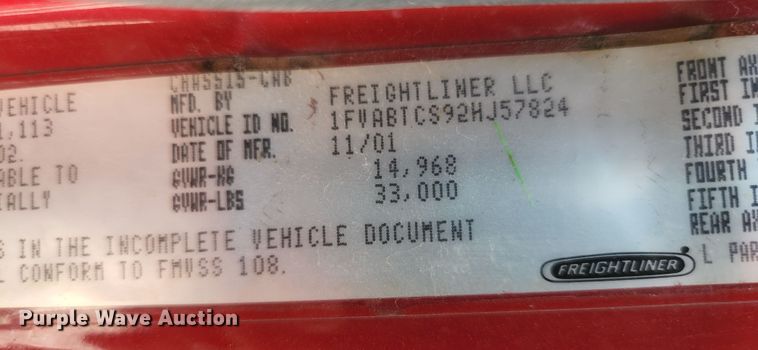 CHASSIS-CAB
VEHICLE MFD. BY FREIGHTLINER LLC
1,113 VEHICLE ID NO. 1FVABTCS92HJ57824
02. DATE OF MFR. 11/01
ABLE TO GVWR-KG 14,968
IALLY GVWR-LBS 33,000
S IN THE INCOMPLETE VEHICLE DOCUMENT
L CONFORM TO FMVSS 108.
FRONT AX
FIRST IN
SECOND I
THIRD I
FOURTH
FIFTH I
REAR AX
L PAR
FREIGHTLINER
Purple Wave Auction